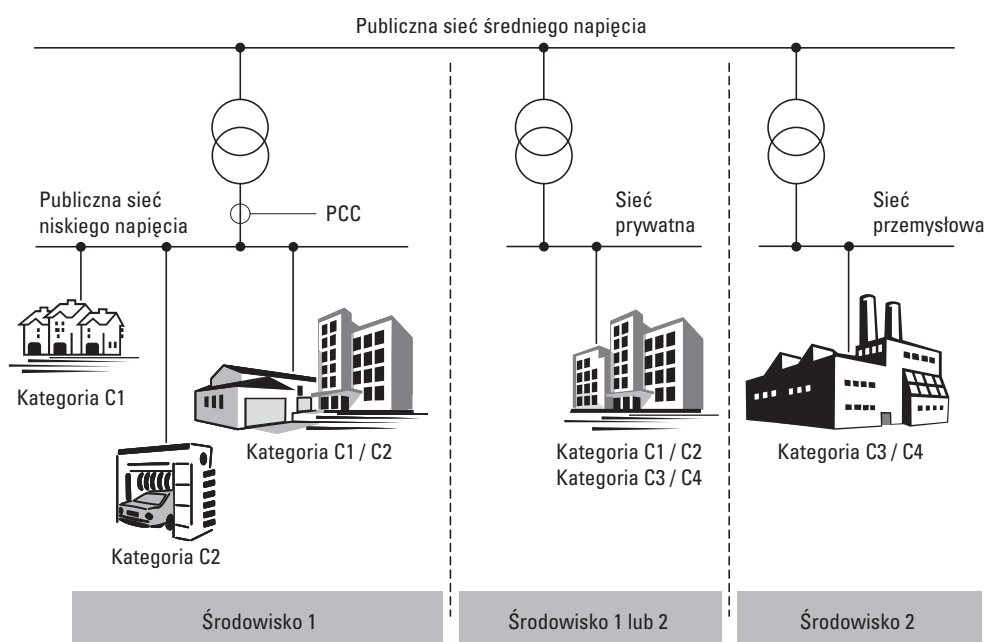 Publiczna sieć średniego napięcia
Publiczna sieć
niskiego napięcia
PCC
Sieć
prywatna
Sieć
przemysłowa
Kategoria C1
Kategoria C1 / C2
Kategoria C2
Kategoria C1 / C2
Kategoria C3 / C4
Kategoria C3 / C4
Środowisko 1
Środowisko 1 lub 2
Środowisko 2